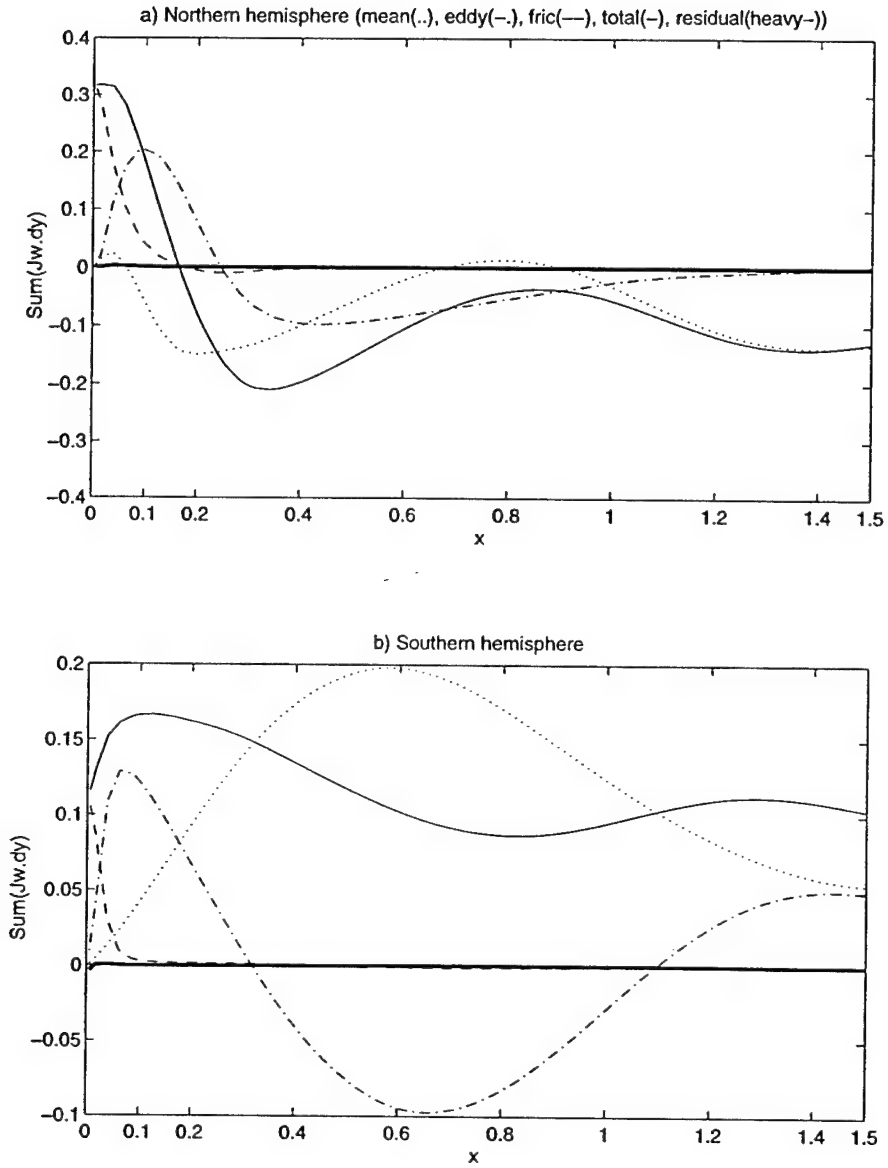 a) Northern hemisphere (mean(..), eddy(−.), fric(−−), total(−), residual(heavy−))
0.4
0.3
0.2
0.1
0
−0.1
−0.2
−0.3
−0.4
Sum(Jw.dy)
0 0.1 0.2 0.4 0.6 0.8 1 1.2 1.4 1.5
x
b) Southern hemisphere
0.2
0.15
0.1
0.05
0
−0.05
−0.1
Sum(Jw.dy)
0 0.1 0.2 0.4 0.6 0.8 1 1.2 1.4 1.5
x